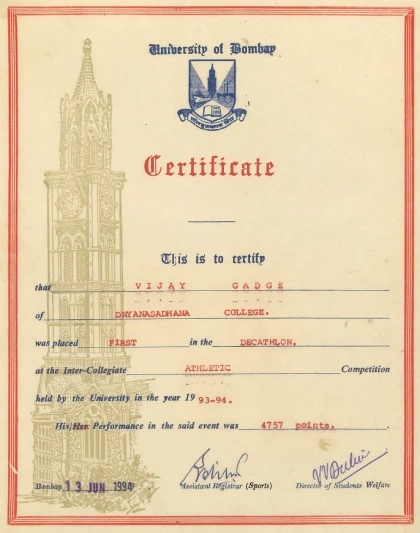 University of Bombay
Certificate
This is to certify
that VIJAY GADGE
of DNYANASADHANA COLLEGE.
was placed FIRST in the DECATHLON,
at the Inter-Collegiate ATHLETIC Competition
held by the University in the year 1993-94.
His/Her Performance in the said event was 4757 points.
Bombay, 13 JUN 1994
Assistant Registrar (Sports)
Director of Students Welfare